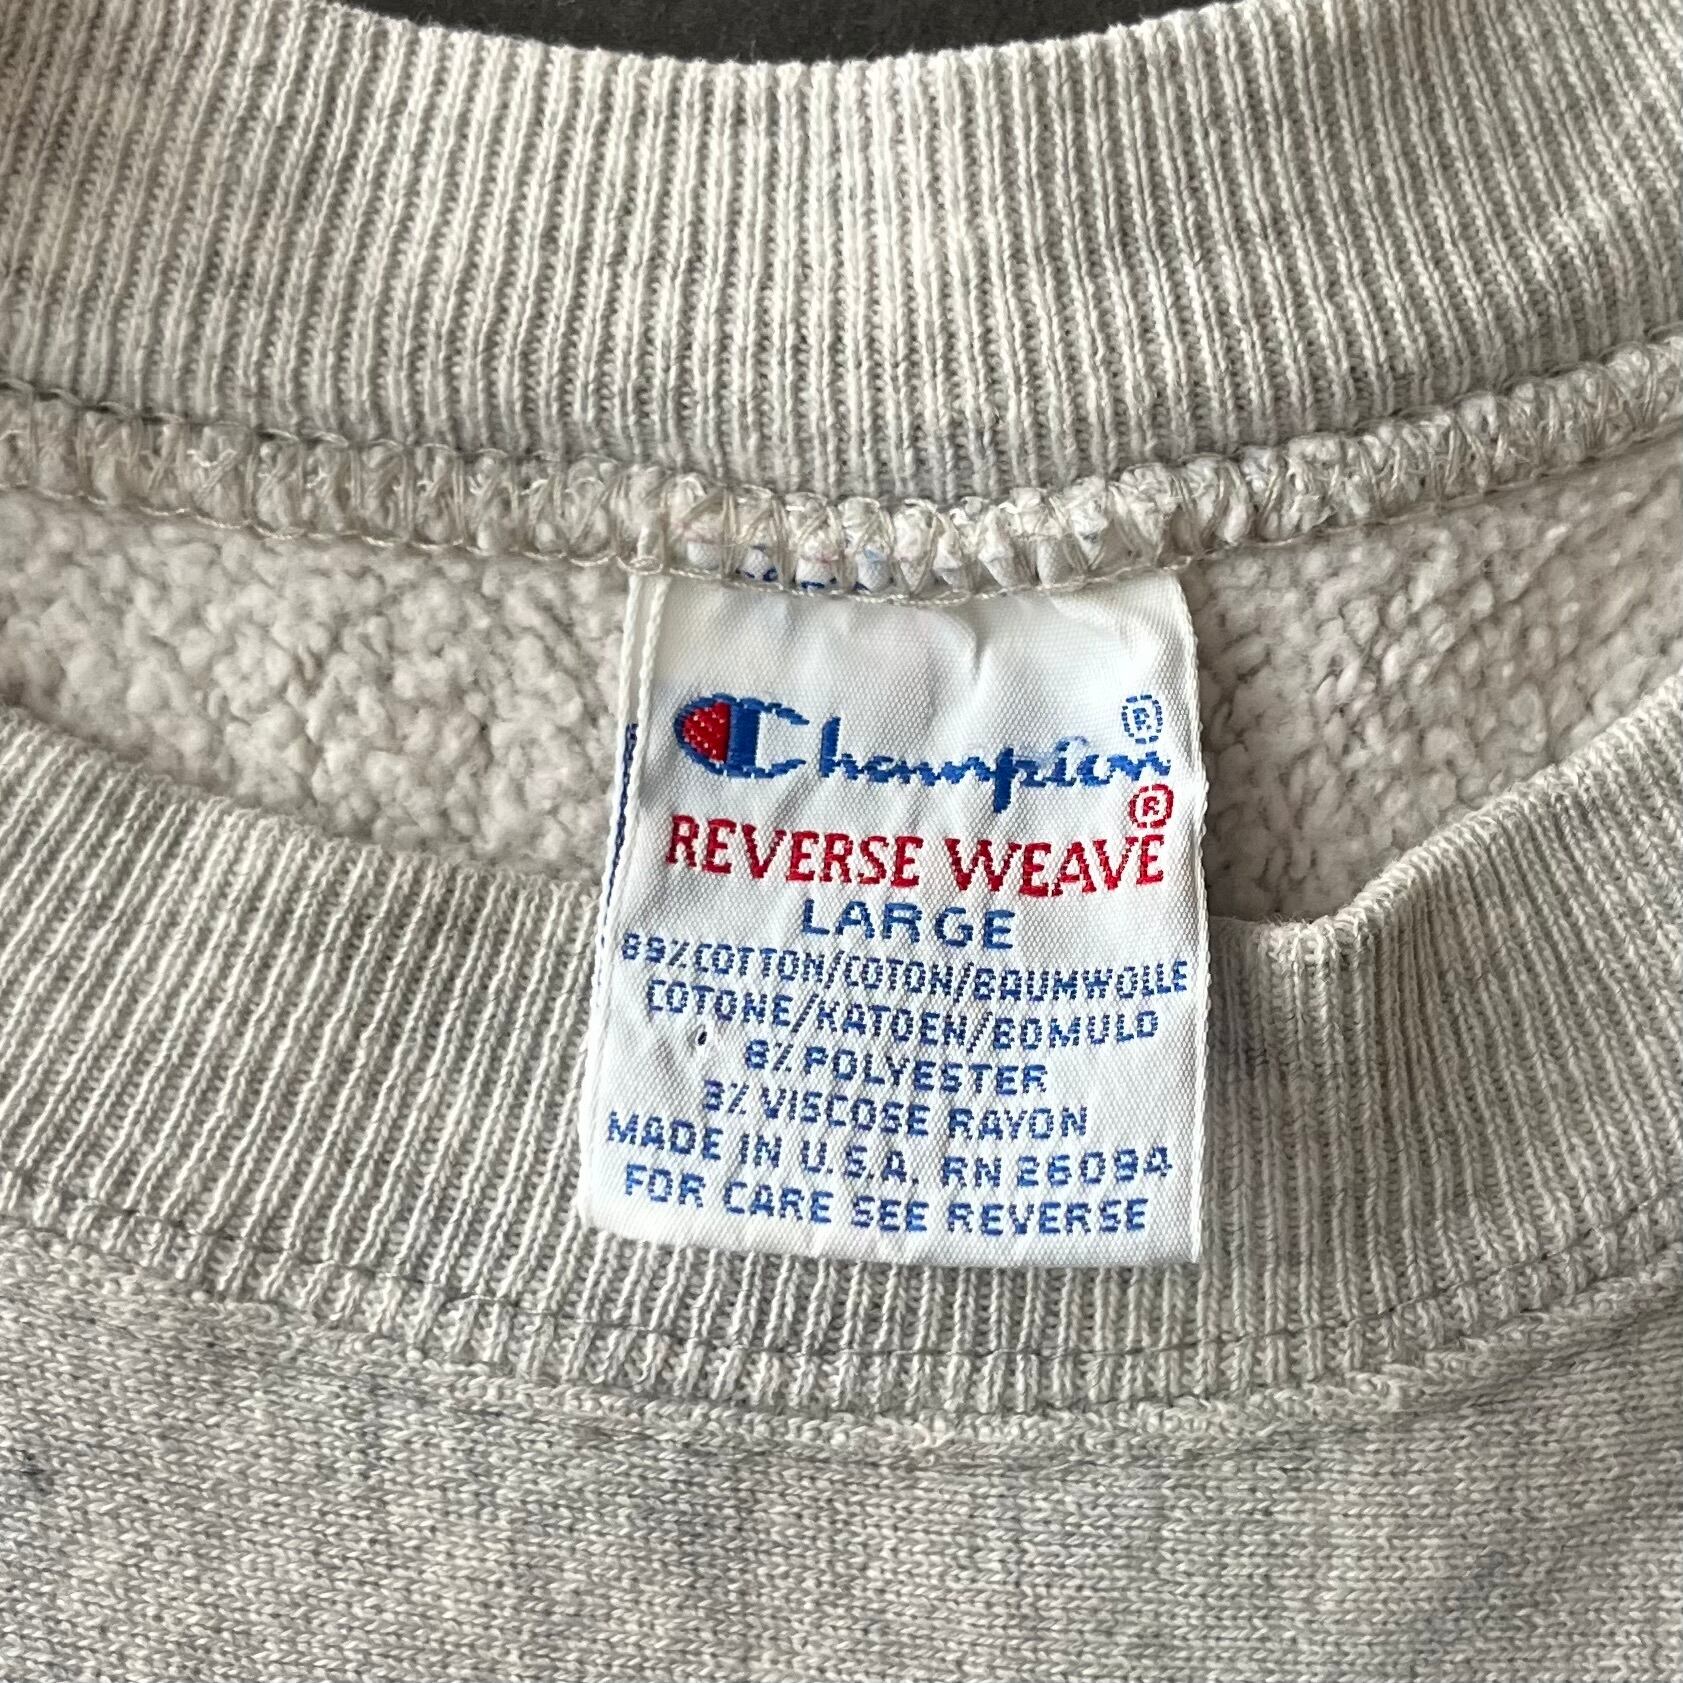 Champion®
REVERSE WEAVE®
LARGE
89% COTTON/COTON/BAUMWOLLE
COTONE/KATOEN/BOMULD
8% POLYESTER
3% VISCOSE RAYON
MADE IN U.S.A. RN 26094
FOR CARE SEE REVERSE